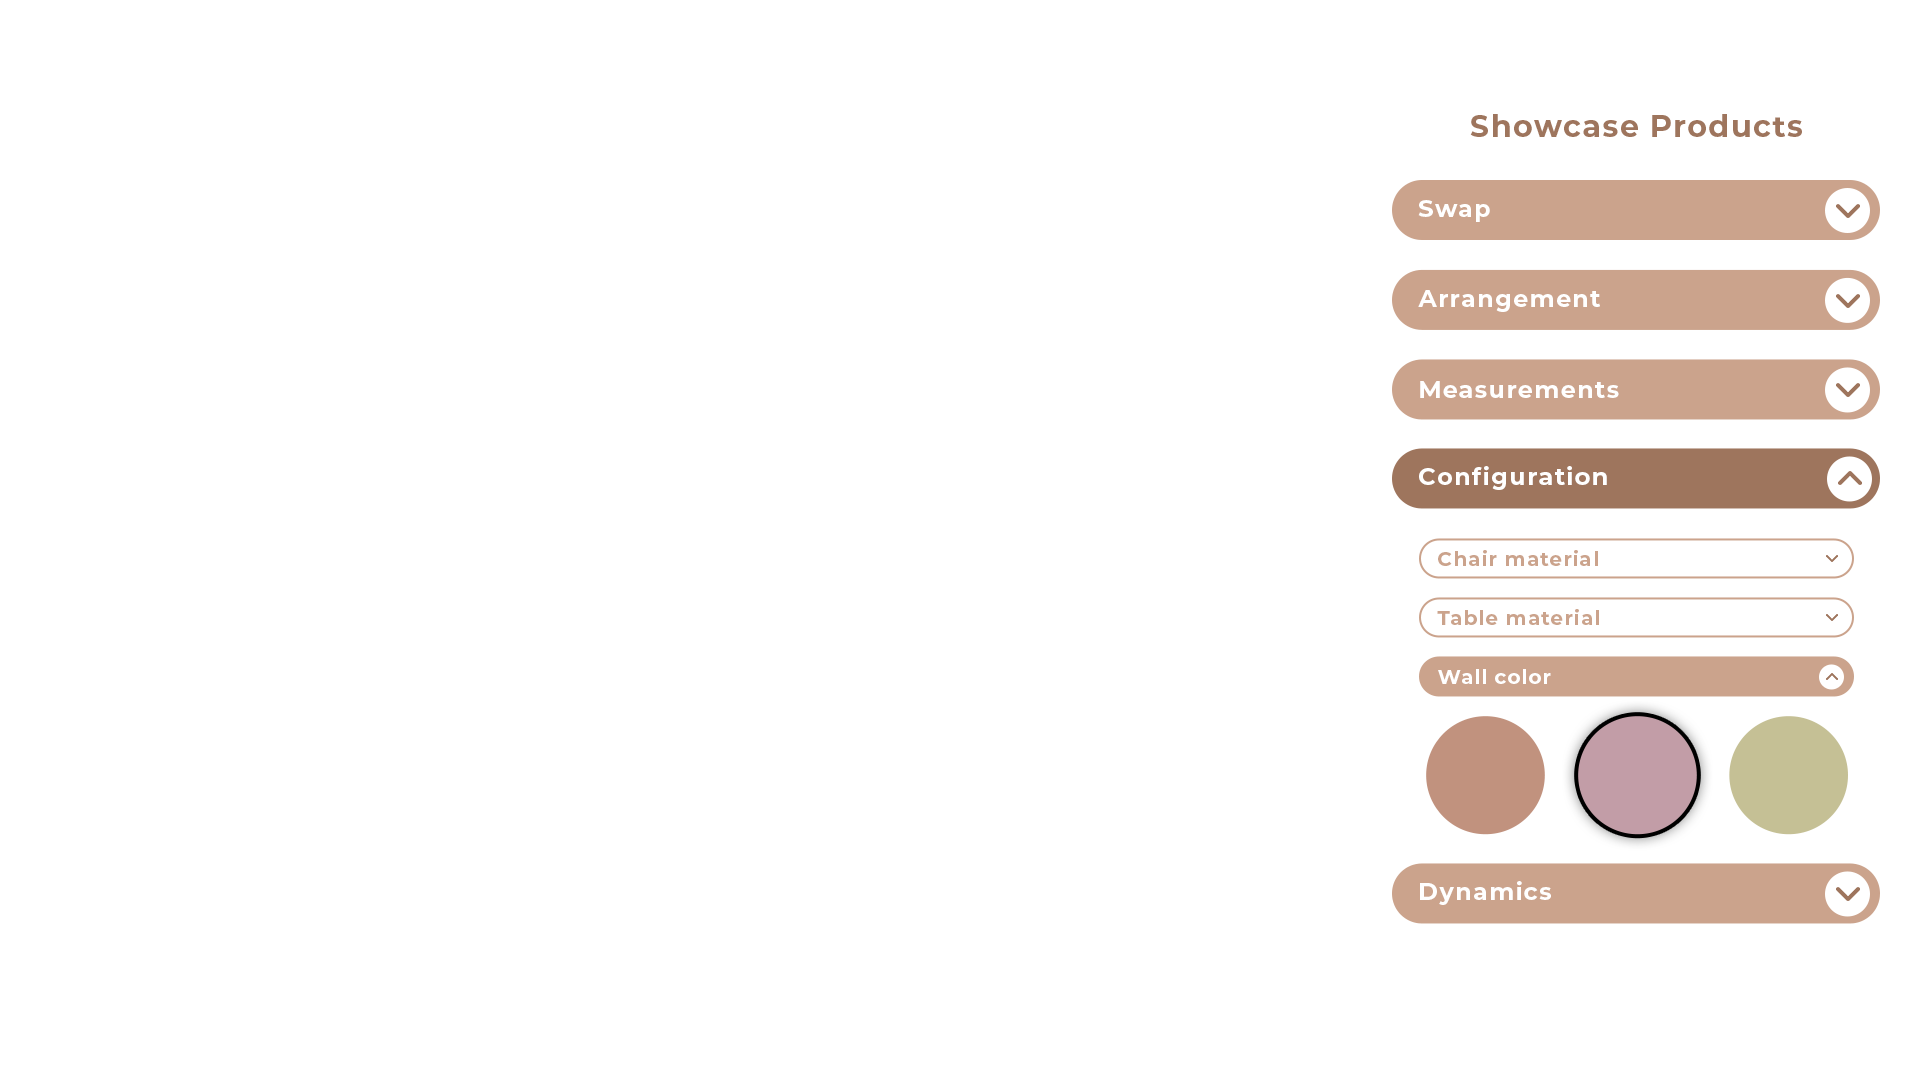 Showcase Products
Swap
Arrangement
Measurements
Configuration
Chair material
Table material
Wall color
Dynamics